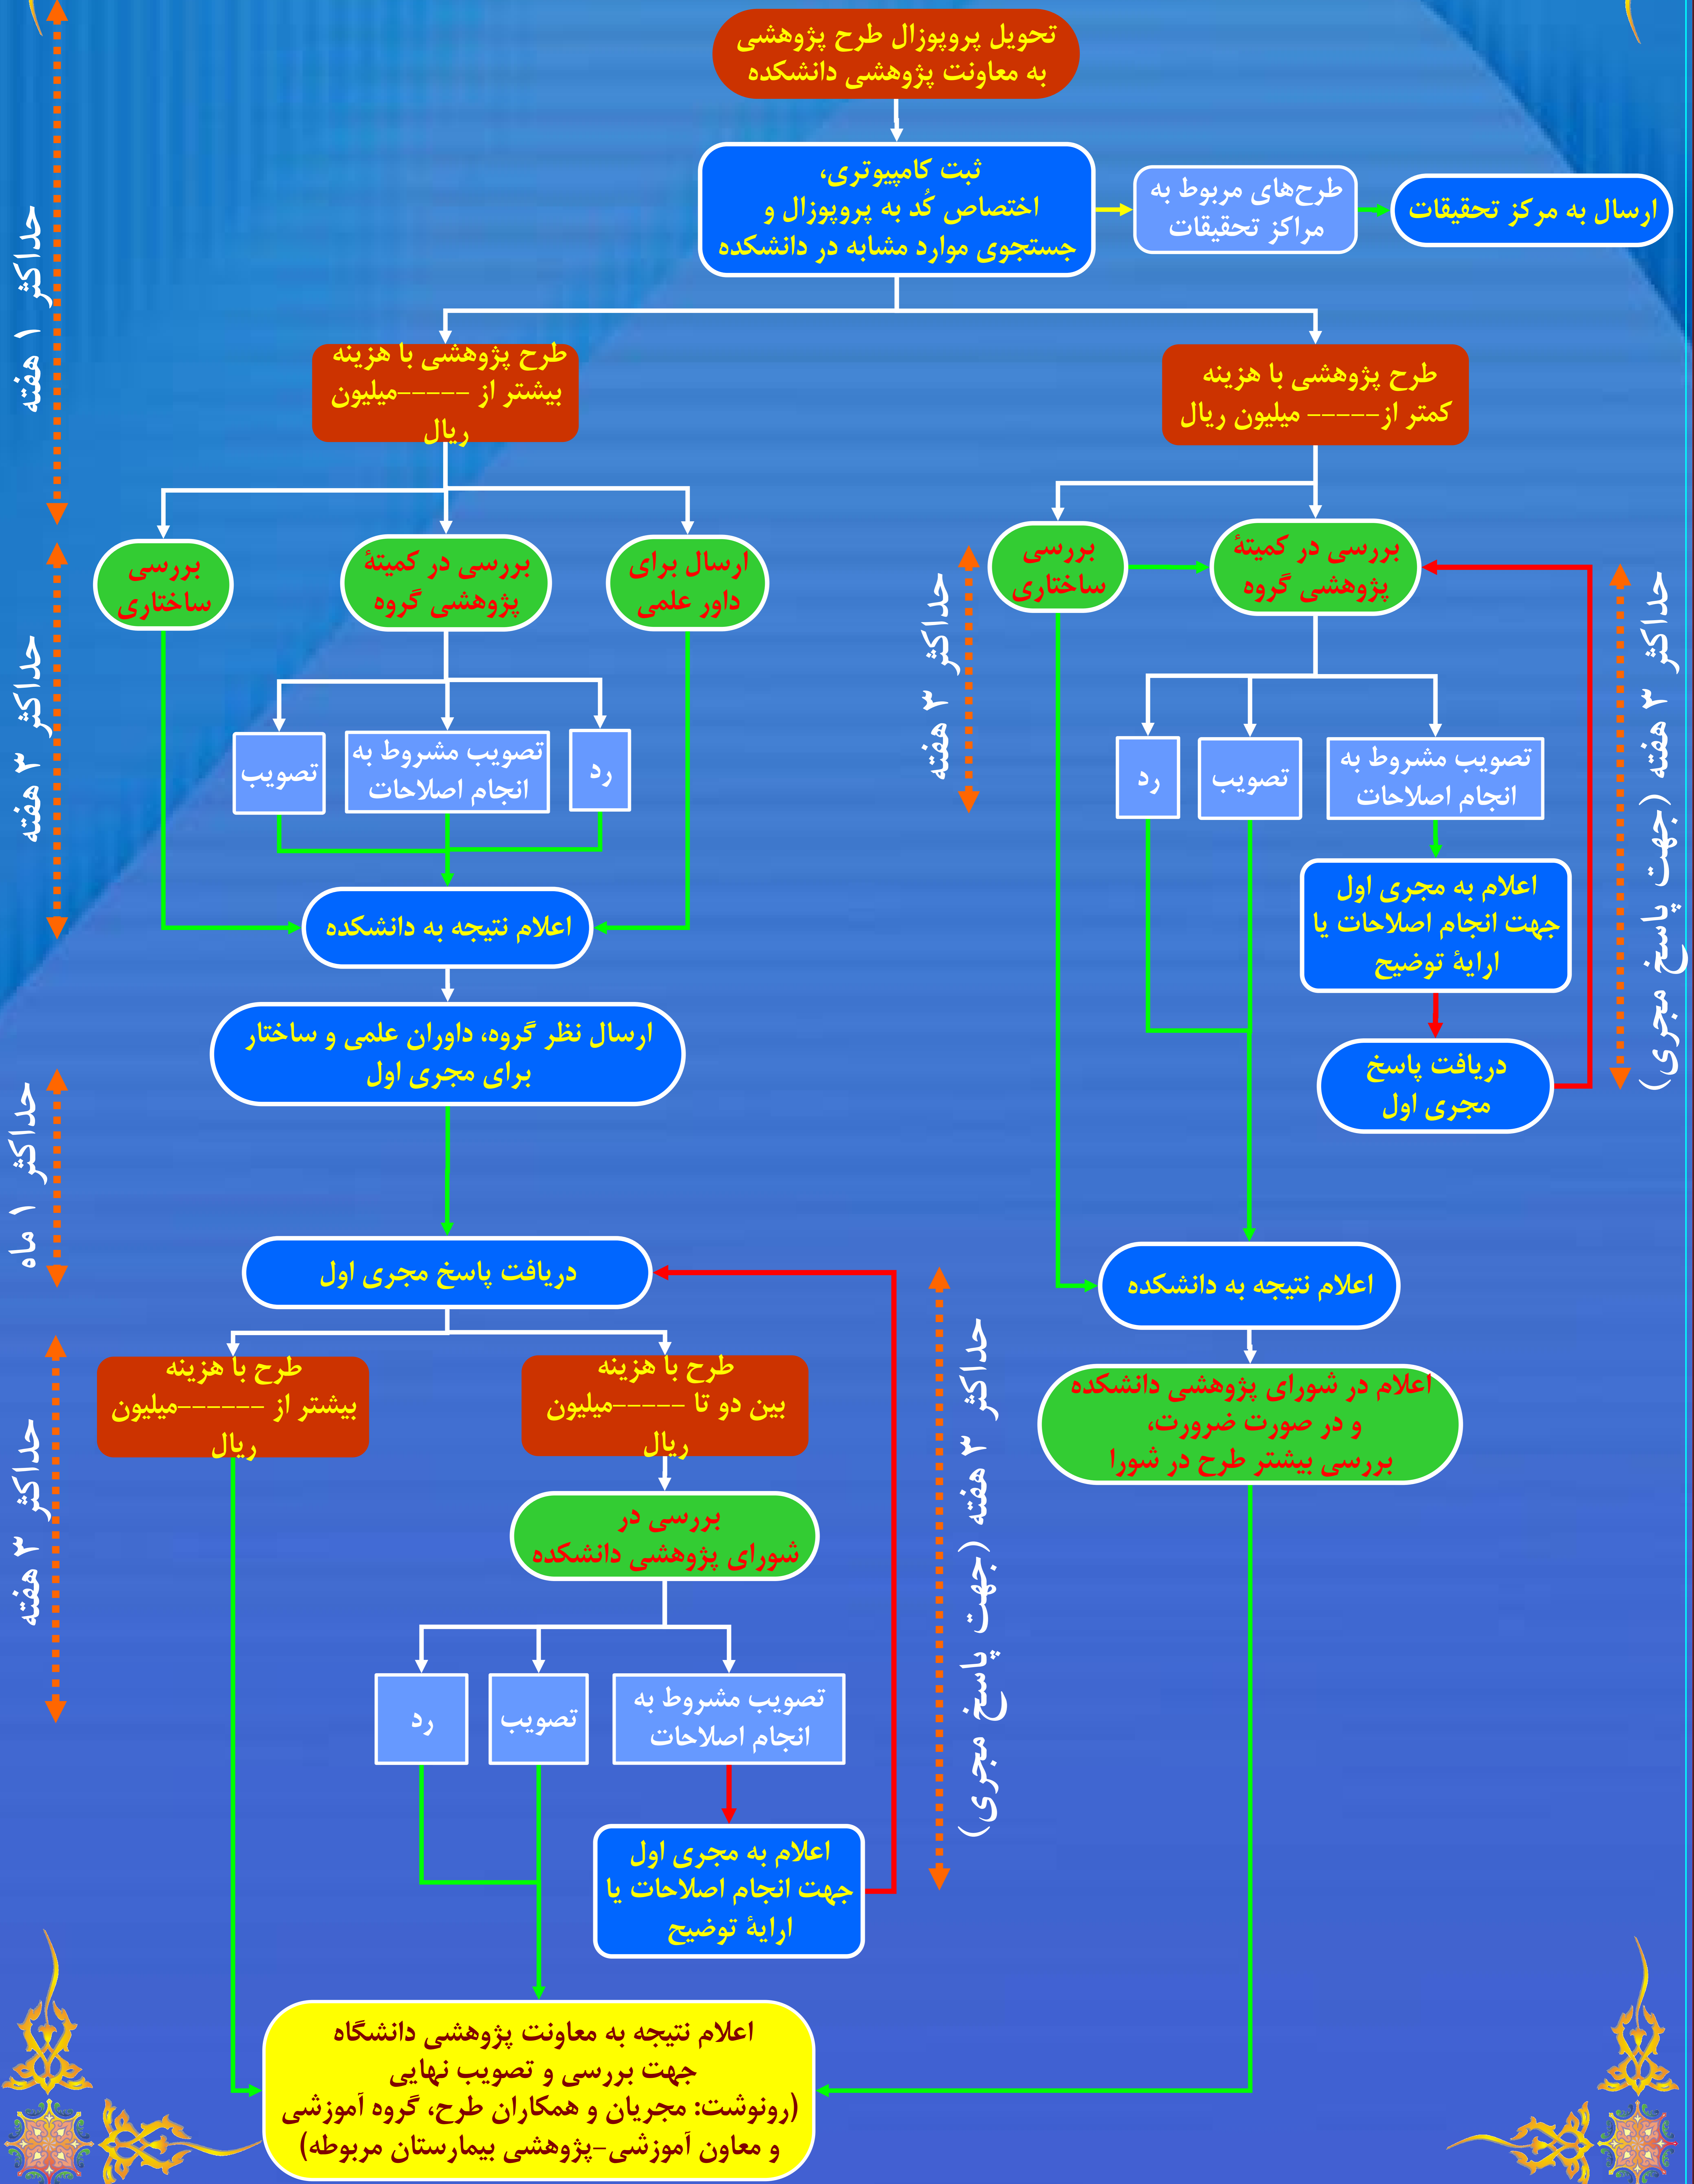 تحویل پروپوزال طرح پژوهشی
به معاونت پژوهشی دانشکده
ثبت کامپیوتری،
اختصاص کُد به پروپوزال و
جستجوی موارد مشابه در دانشکده
طرح‌های مربوط به
مراکز تحقیقات
ارسال به مرکز تحقیقات
حداکثر ۱ هفته
طرح پژوهشی با هزینه
کمتر از----- میلیون ریال
طرح پژوهشی با هزینه
بیشتر از -----میلیون
ریال
بررسی در کمیتهٔ
پژوهشی گروه
بررسی
ساختاری
حداکثر ۳ هفته (جهت پاسخ مجری)
حداکثر ۳ هفته
تصویب مشروط به
انجام اصلاحات
تصویب
رد
اعلام به مجری اول
جهت انجام اصلاحات یا
ارایهٔ توضیح
دریافت پاسخ
مجری اول
اعلام نتیجه به دانشکده
اعلام در شورای پژوهشی دانشکده
و در صورت ضرورت،
بررسی بیشتر طرح در شورا
ارسال برای
داور علمی
بررسی در کمیتهٔ
پژوهشی گروه
بررسی
ساختاری
حداکثر ۳ هفته
رد
تصویب مشروط به
انجام اصلاحات
تصویب
اعلام نتیجه به دانشکده
ارسال نظر گروه، داوران علمی و ساختار
برای مجری اول
حداکثر ۱ ماه
دریافت پاسخ مجری اول
طرح با هزینه
بین دو تا -----میلیون
ریال
طرح با هزینه
بیشتر از ------میلیون
ریال
حداکثر ۳ هفته
حداکثر ۳ هفته (جهت پاسخ مجری)
بررسی در
شورای پژوهشی دانشکده
تصویب مشروط به
انجام اصلاحات
تصویب
رد
اعلام به مجری اول
جهت انجام اصلاحات یا
ارایهٔ توضیح
اعلام نتیجه به معاونت پژوهشی دانشگاه
جهت بررسی و تصویب نهایی
(رونوشت: مجریان و همکاران طرح، گروه آموزشی
و معاون آموزشی-پژوهشی بیمارستان مربوطه)